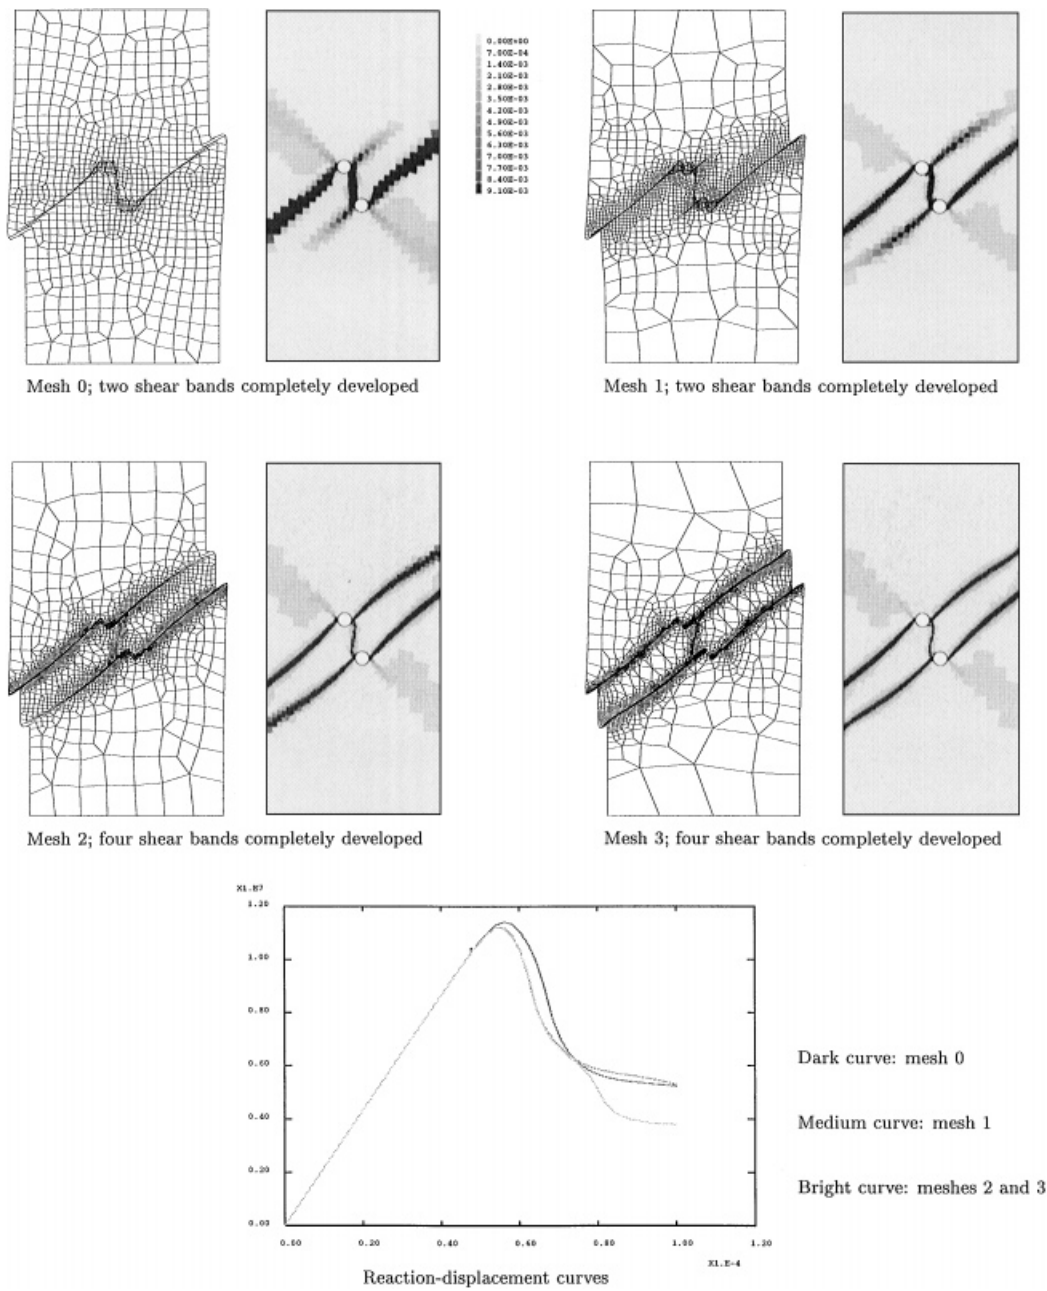 0.00E+00
7.00E-04
1.40E-03
2.10E-03
2.80E-03
3.50E-03
4.20E-03
4.90E-03
5.60E-03
6.30E-03
7.00E-03
7.70E-03
8.40E-03
9.10E-03
Mesh 0; two shear bands completely developed
Mesh 1; two shear bands completely developed
Mesh 2; four shear bands completely developed
Mesh 3; four shear bands completely developed
X1.E7
1.20
1.00
0.80
0.60
0.40
0.20
0.00
0.00 0.20 0.40 0.60 0.80 1.00 1.20
X1.E-4
Reaction-displacement curves
Dark curve: mesh 0
Medium curve: mesh 1
Bright curve: meshes 2 and 3